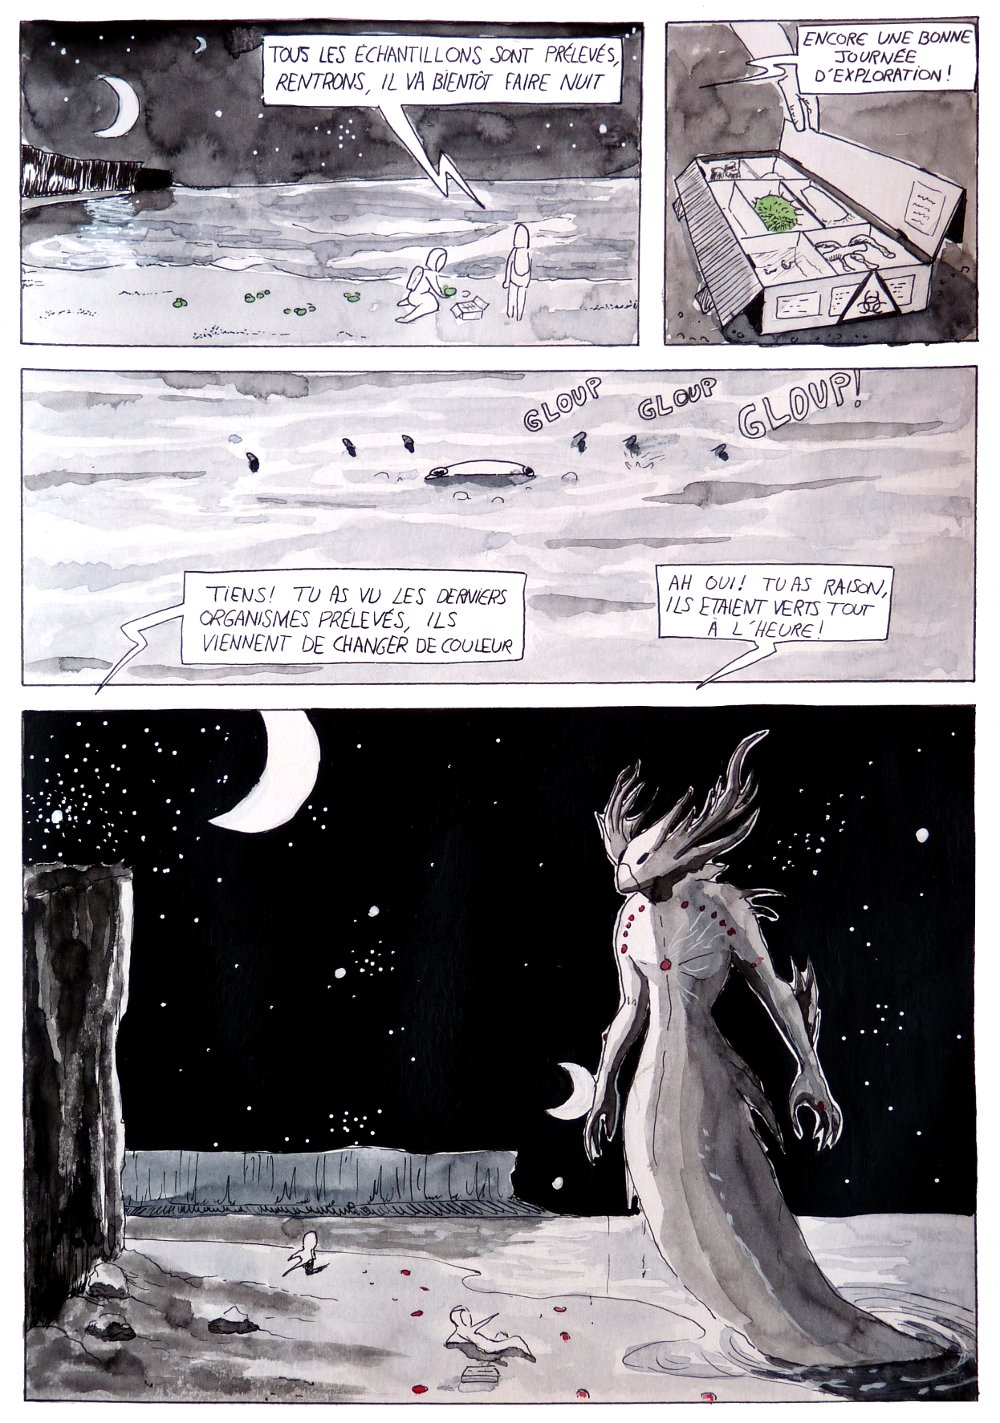 TOUS LES ÉCHANTILLONS SONT PRÉLEVÉS,
RENTRONS, IL VA BIENTÔT FAIRE NUIT
ENCORE UNE BONNE
JOURNÉE
D'EXPLORATION!
GLOUP
GLOUP
GLOUP!
TIENS! TU AS VU LES DERNIERS
ORGANISMES PRÉLEVÉS, ILS
VIENNENT DE CHANGER DE COULEUR
AH OUI! TU AS RAISON,
ILS ETAIENT VERTS TOUT
À L'HEURE!